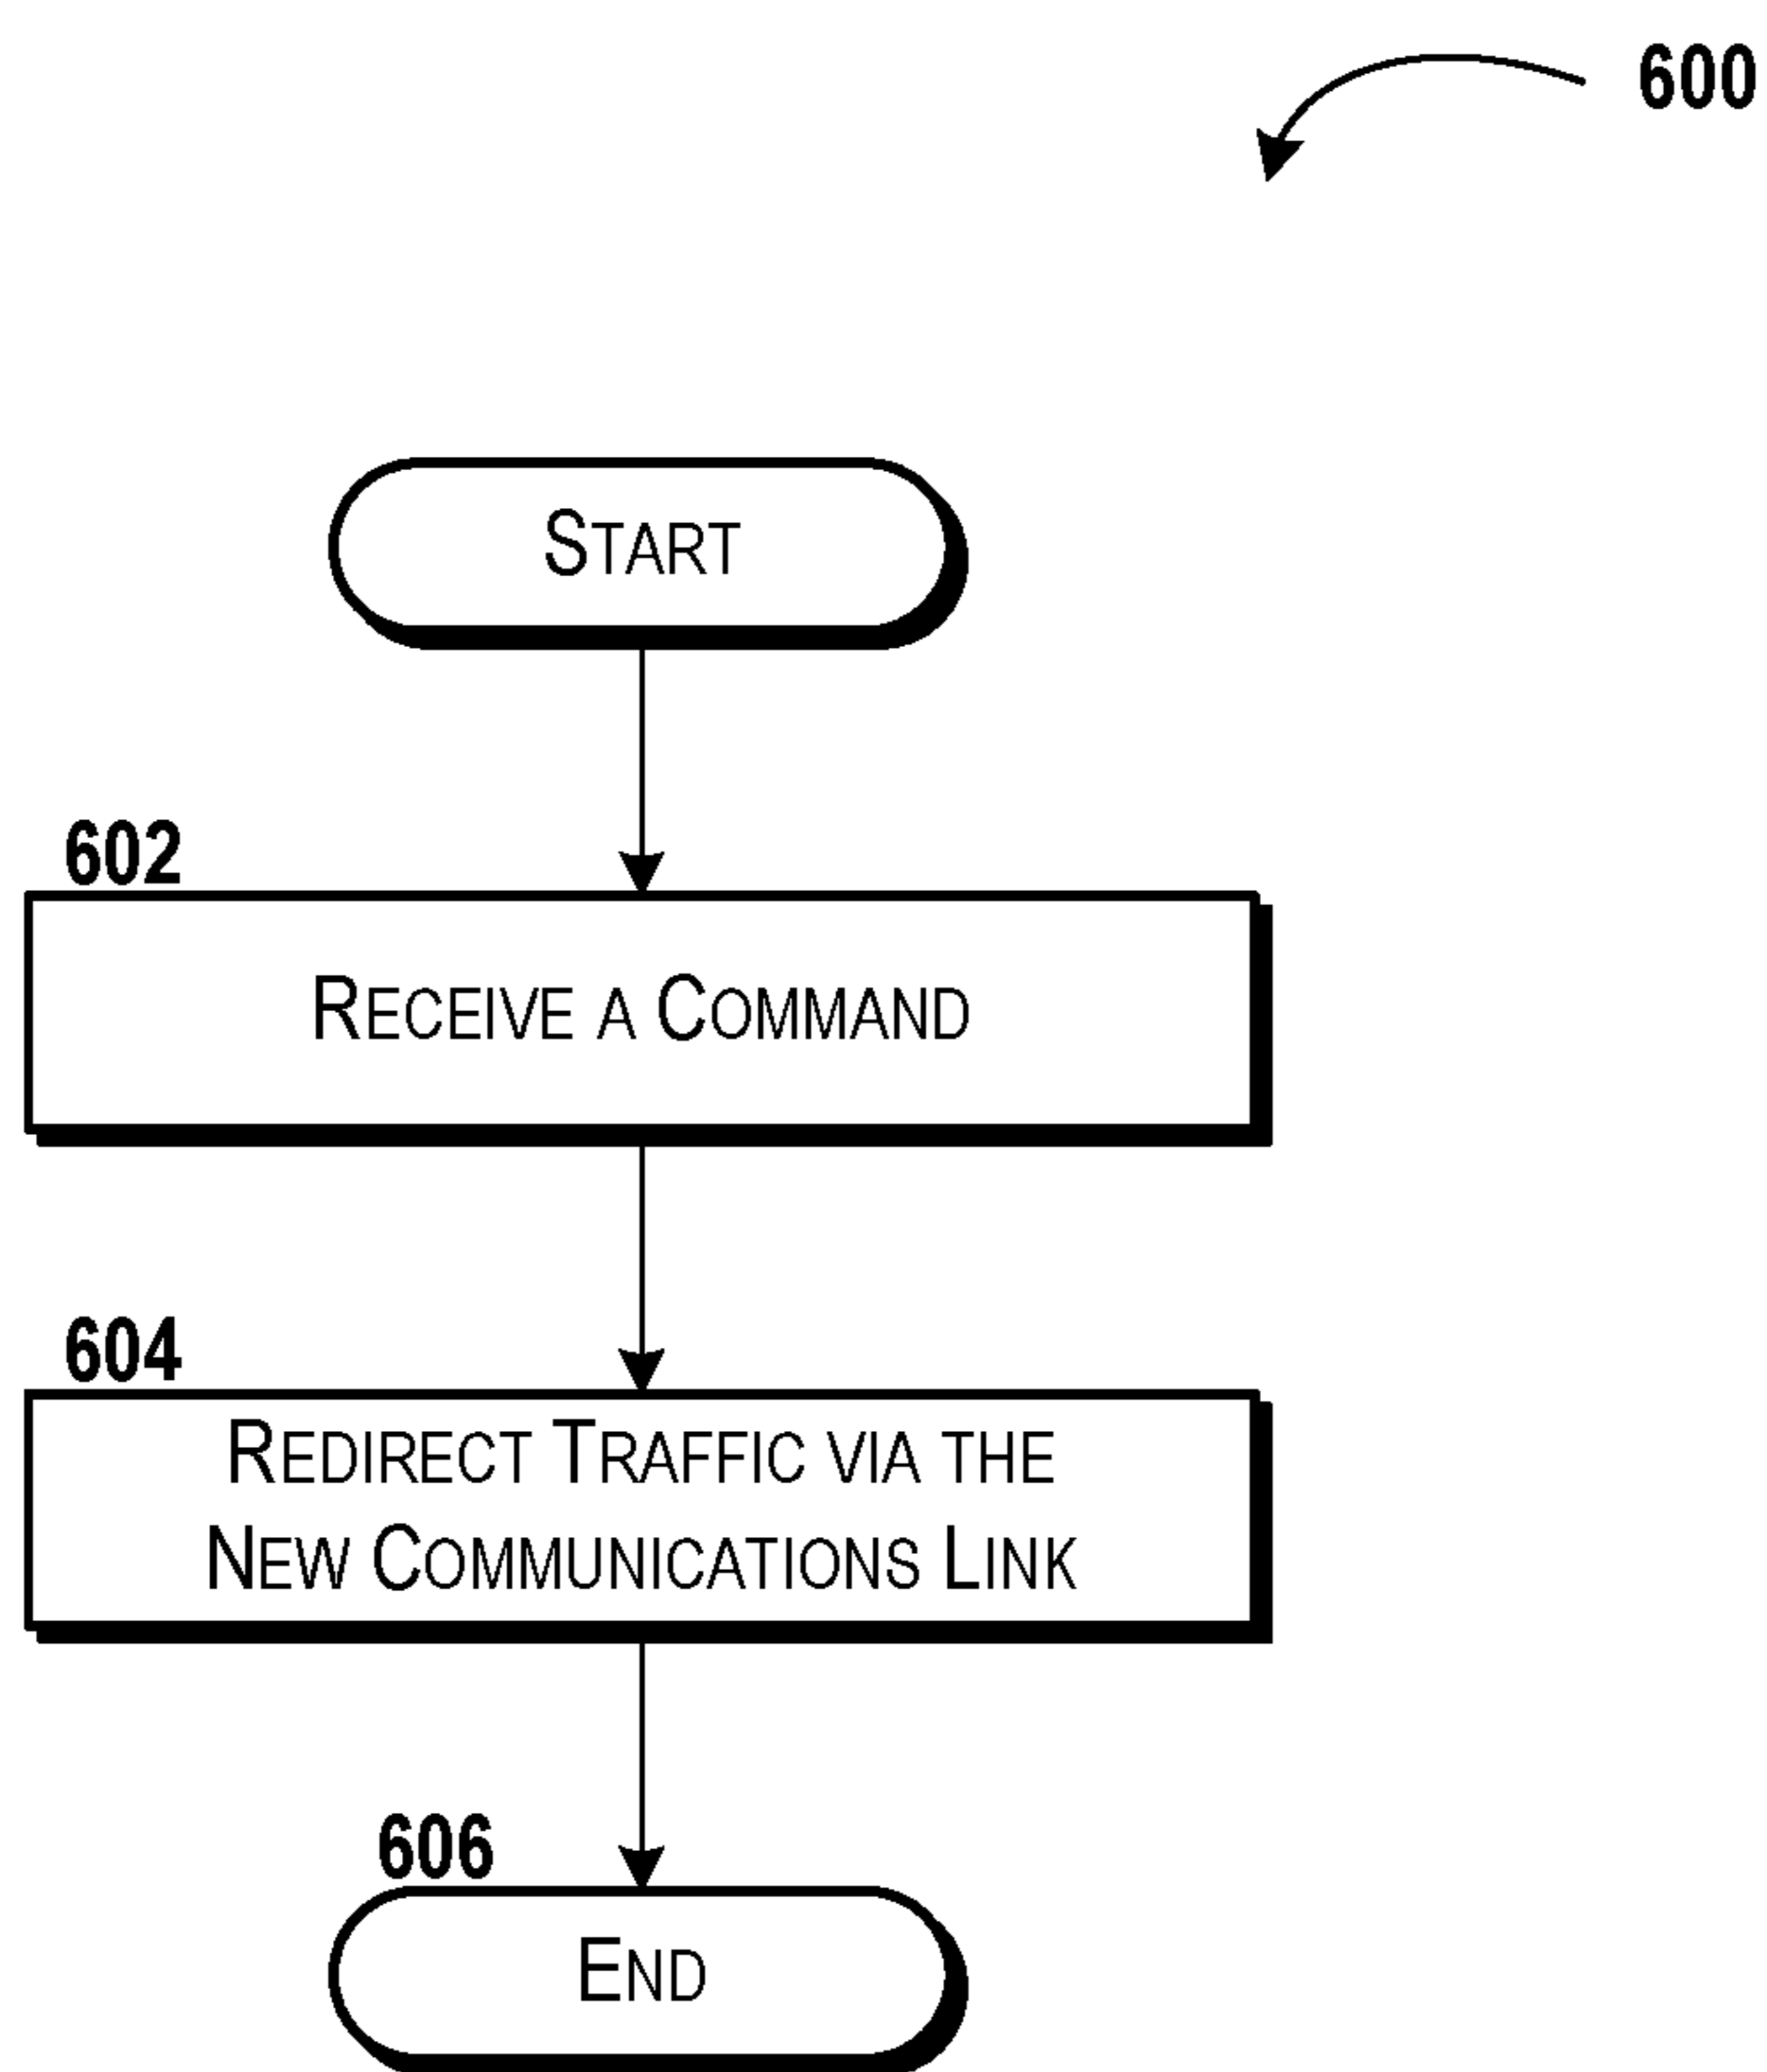 600
START
602
RECEIVE A COMMAND
604
REDIRECT TRAFFIC VIA THE
NEW COMMUNICATIONS LINK
606
END